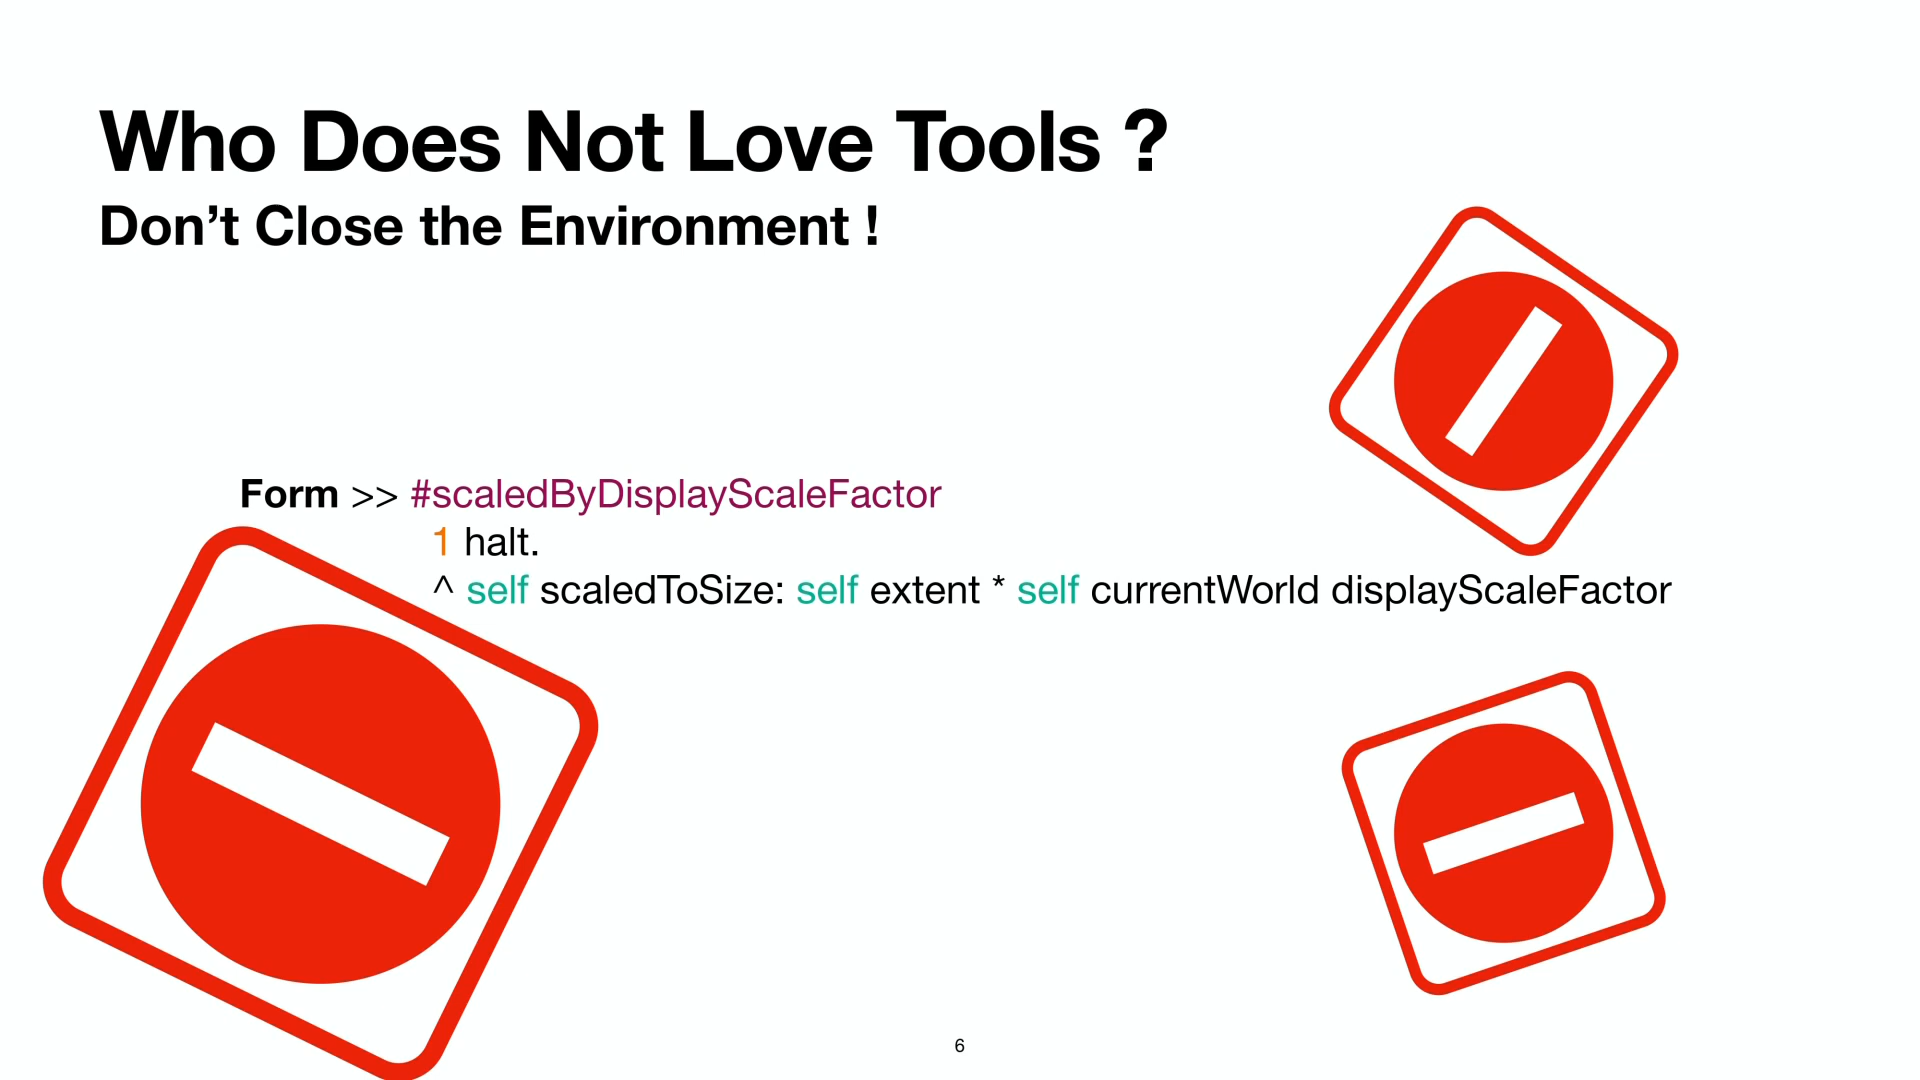 Who Does Not Love Tools ?
Don’t Close the Environment !
Form >> #scaledByDisplayScaleFactor
1 halt.
^ self scaledToSize: self extent * self currentWorld displayScaleFactor
6